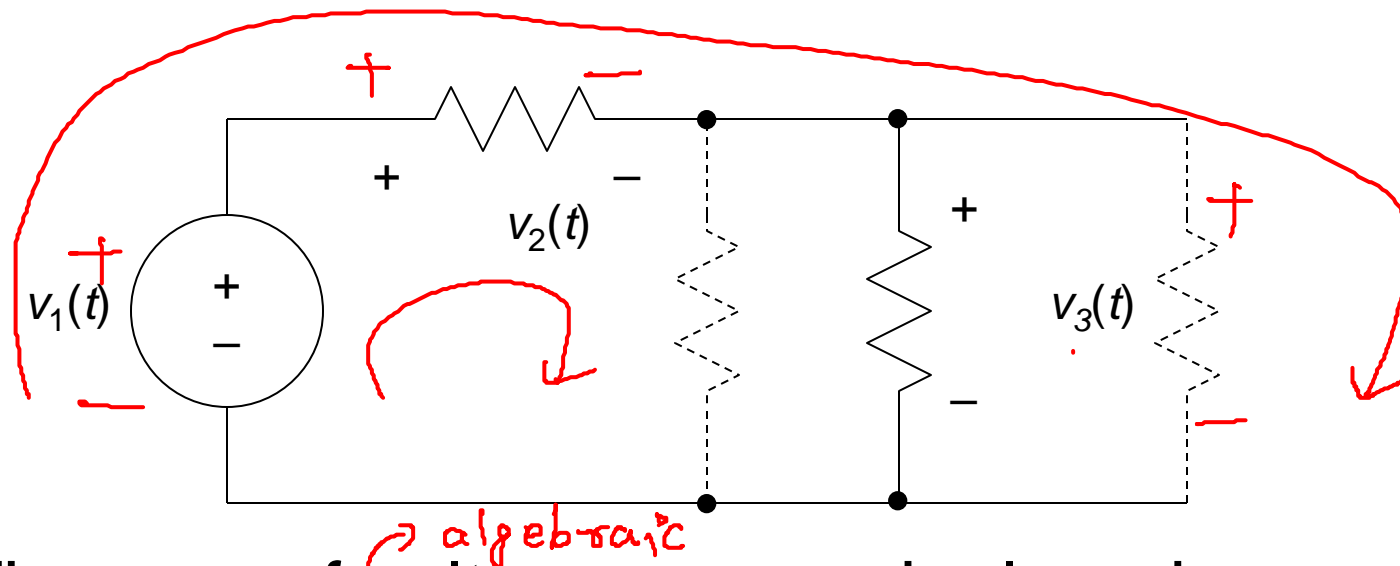 + −
+ −
v₂(t)
+ +
+
v₁(t) + v₃(t)
−
− − −
algebraic